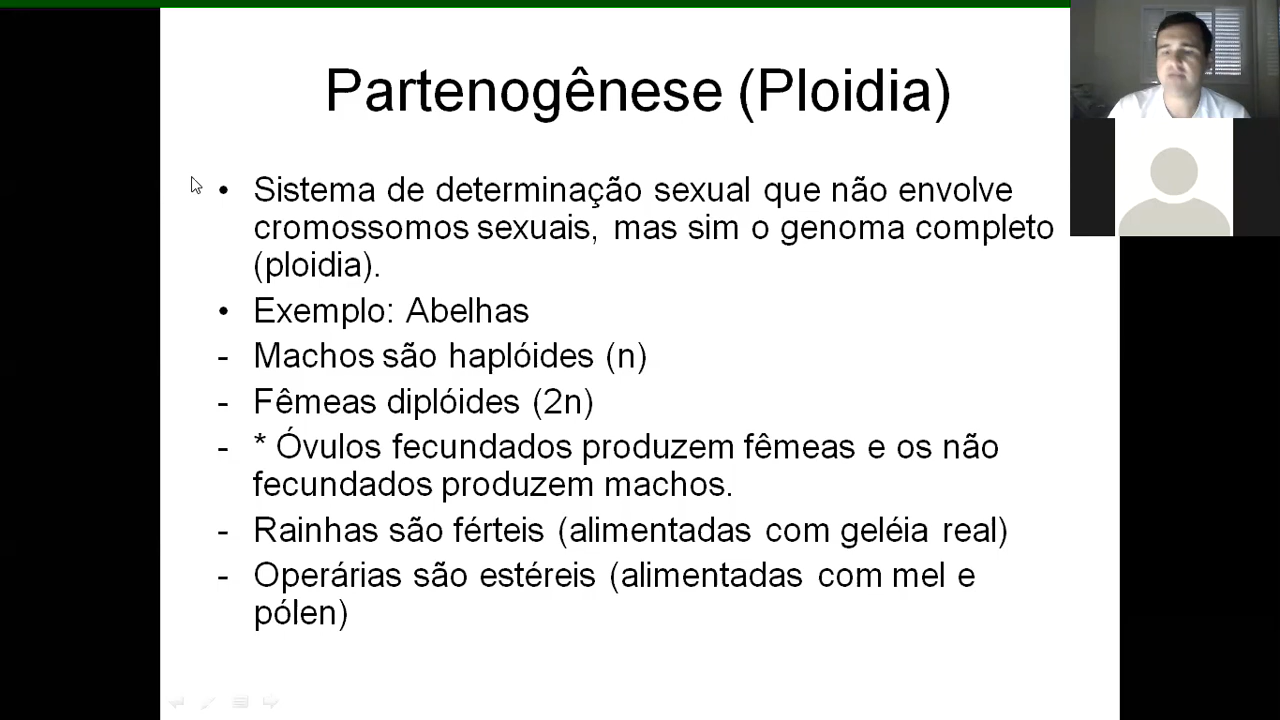 Partenogênese (Ploidia)
• Sistema de determinação sexual que não envolve
cromossomos sexuais, mas sim o genoma completo
(ploidia).
• Exemplo: Abelhas
- Machos são haplóides (n)
- Fêmeas diplóides (2n)
- * Óvulos fecundados produzem fêmeas e os não
fecundados produzem machos.
- Rainhas são férteis (alimentadas com geléia real)
- Operárias são estéreis (alimentadas com mel e
pólen)